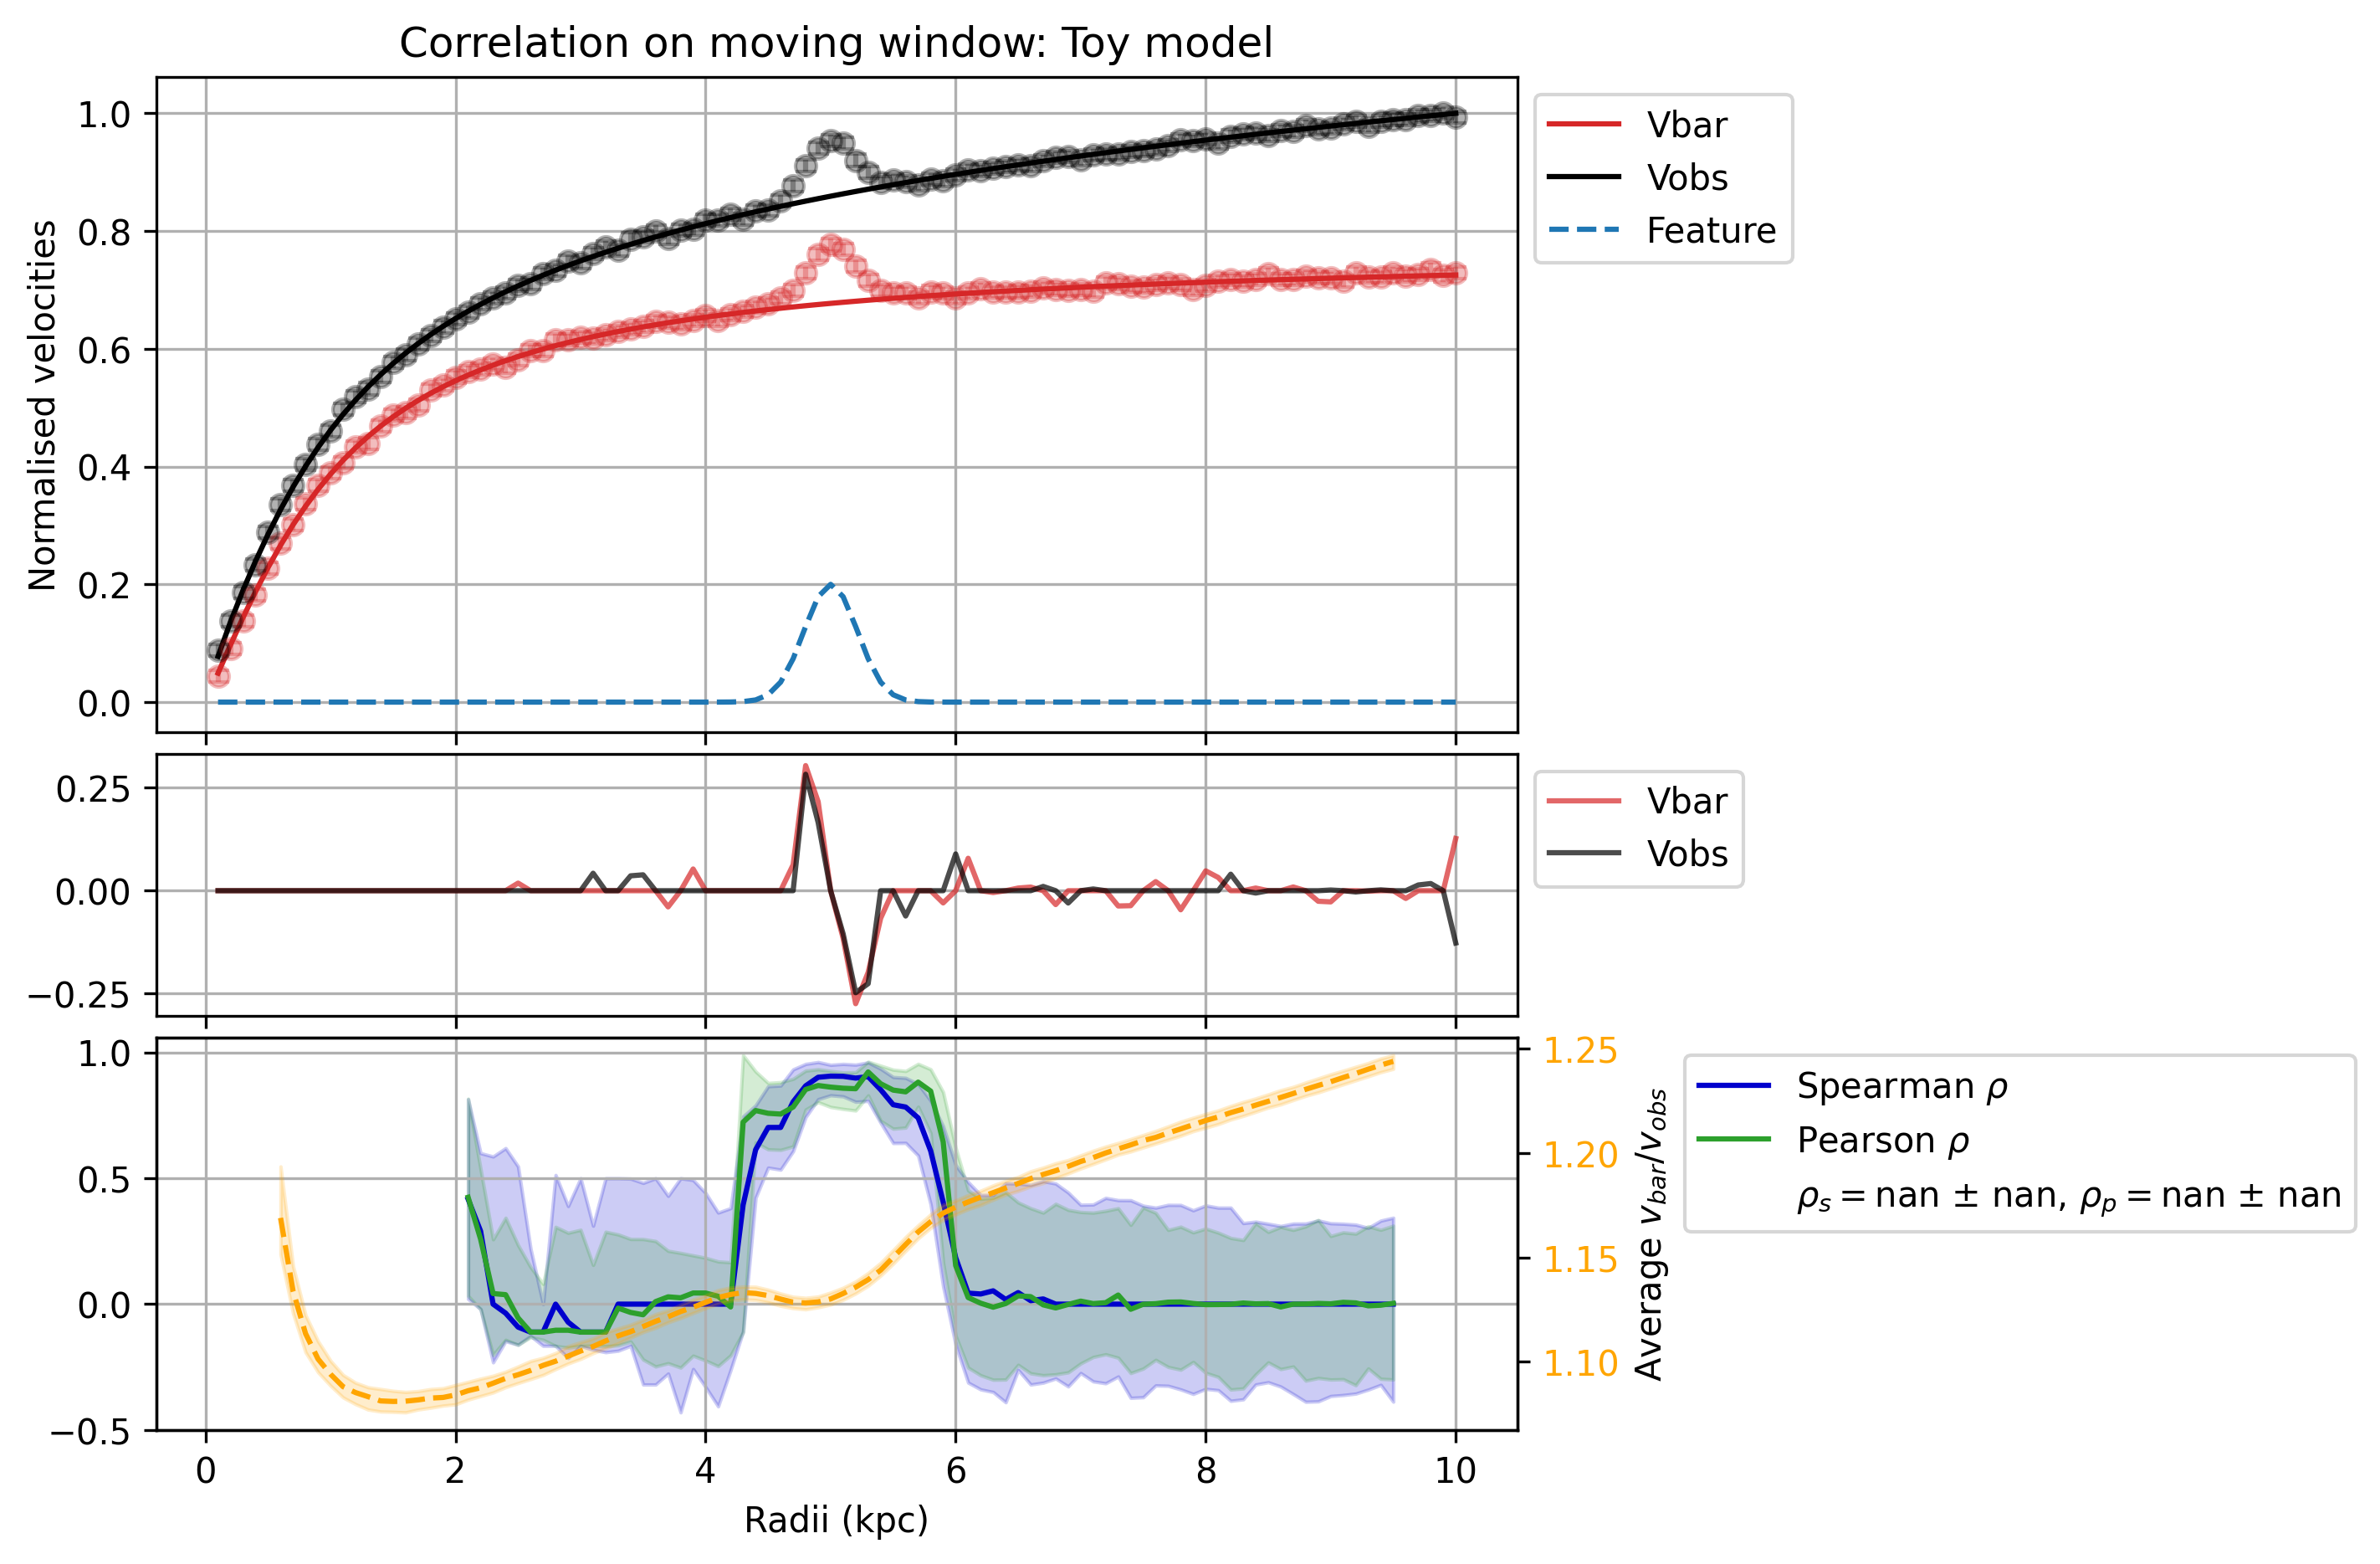 Correlation on moving window: Toy model
Normalised velocities
1.0
0.8
0.6
0.4
0.2
0.0
Vbar
Vobs
Feature
0.25
0.00
−0.25
Vbar
Vobs
1.0
0.5
0.0
−0.5
1.25
1.20
1.15
1.10
Average v_bar/v_obs
Spearman ρ
Pearson ρ
ρ_s = nan ± nan, ρ_p = nan ± nan
0 2 4 6 8 10
Radii (kpc)